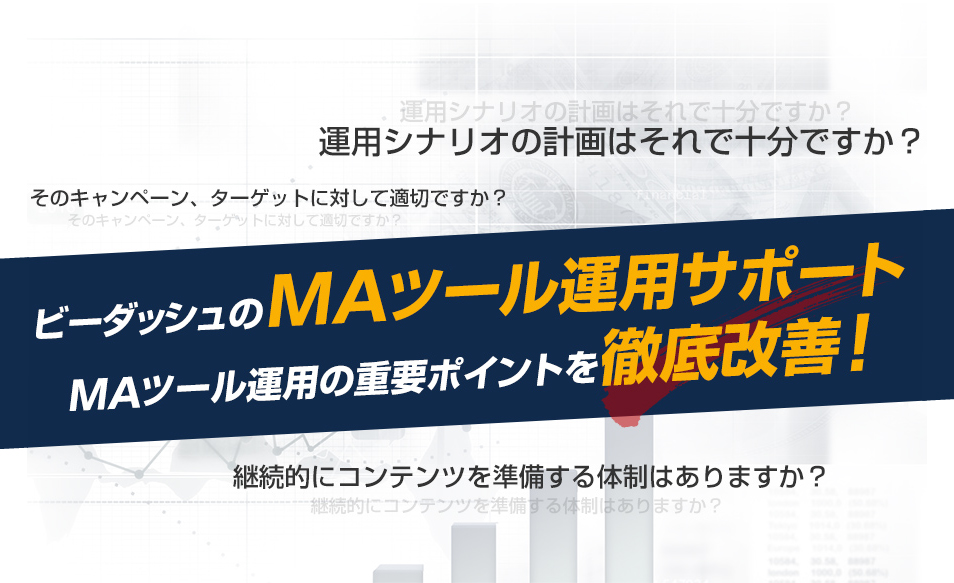 運用シナリオの計画はそれで十分ですか？
運用シナリオの計画はそれで十分ですか？
そのキャンペーン、ターゲットに対して適切ですか？
そのキャンペーン、ターゲットに対して適切ですか？
ビーダッシュのMAツール運用サポート
MAツール運用の重要ポイントを徹底改善！
継続的にコンテンツを準備する体制はありますか？
継続的にコンテンツを準備する体制はありますか？